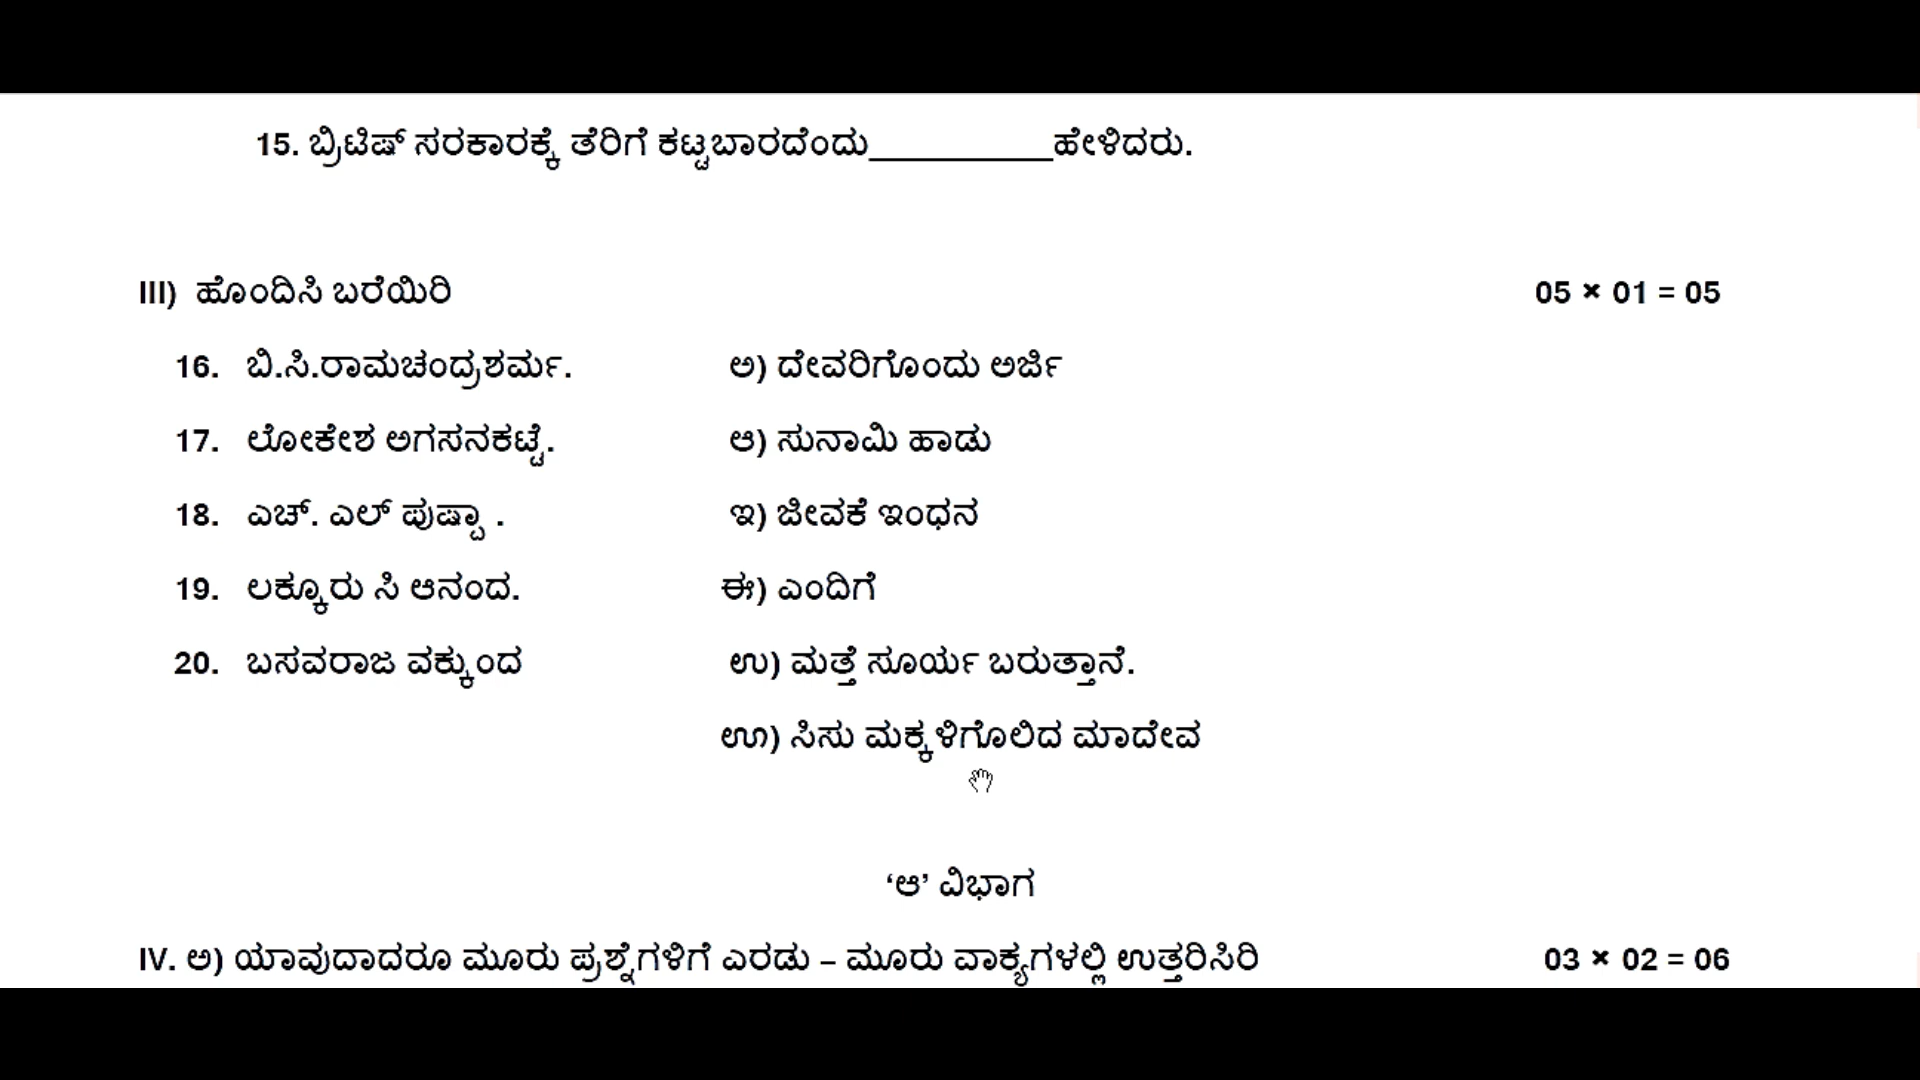 15. ಬ್ರಿಟಿಷ್ ಸರಕಾರಕ್ಕೆ ತೆರಿಗೆ ಕಟ್ಟಬಾರದೆಂದು__________ಹೇಳಿದರು.
III) ಹೊಂದಿಸಿ ಬರೆಯಿರಿ 05 × 01 = 05
16. ಬಿ.ಸಿ.ರಾಮಚಂದ್ರಶರ್ಮ. ಅ) ದೇವರಿಗೊಂದು ಅರ್ಜಿ
17. ಲೋಕೇಶ ಅಗಸನಕಟ್ಟೆ. ಆ) ಸುನಾಮಿ ಹಾಡು
18. ಎಚ್. ಎಲ್ ಪುಷ್ಪಾ . ಇ) ಜೀವಕೆ ಇಂಧನ
19. ಲಕ್ಕೂರು ಸಿ ಆನಂದ. ಈ) ಎಂದಿಗೆ
20. ಬಸವರಾಜ ವಕ್ಕುಂದ ಉ) ಮತ್ತೆ ಸೂರ್ಯ ಬರುತ್ತಾನೆ.
ಊ) ಸಿಸು ಮಕ್ಕಳಿಗೊಲಿದ ಮಾದೇವ
‘ಆ’ ವಿಭಾಗ
IV. ಅ) ಯಾವುದಾದರೂ ಮೂರು ಪ್ರಶ್ನೆಗಳಿಗೆ ಎರಡು – ಮೂರು ವಾಕ್ಯಗಳಲ್ಲಿ ಉತ್ತರಿಸಿರಿ 03 × 02 = 06